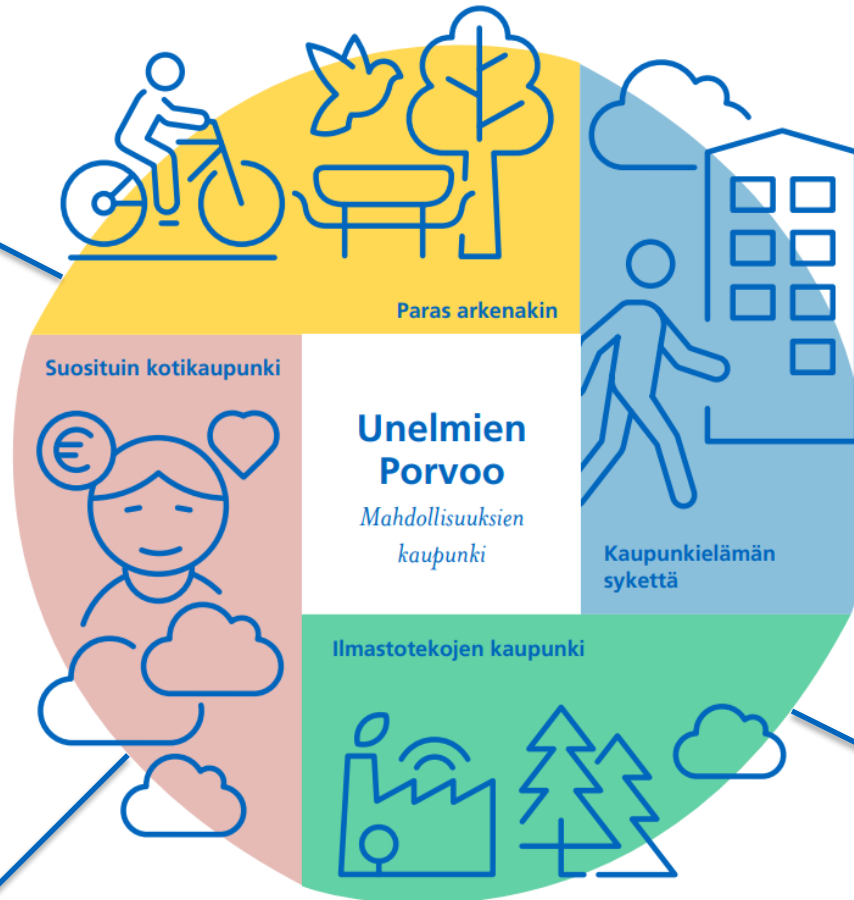 Paras arkenakin
Suosituin kotikaupunki
€
Unelmien
Porvoo
Mahdollisuuksien
kaupunki
Kaupunkielämän
sykettä
Ilmastotekojen kaupunki